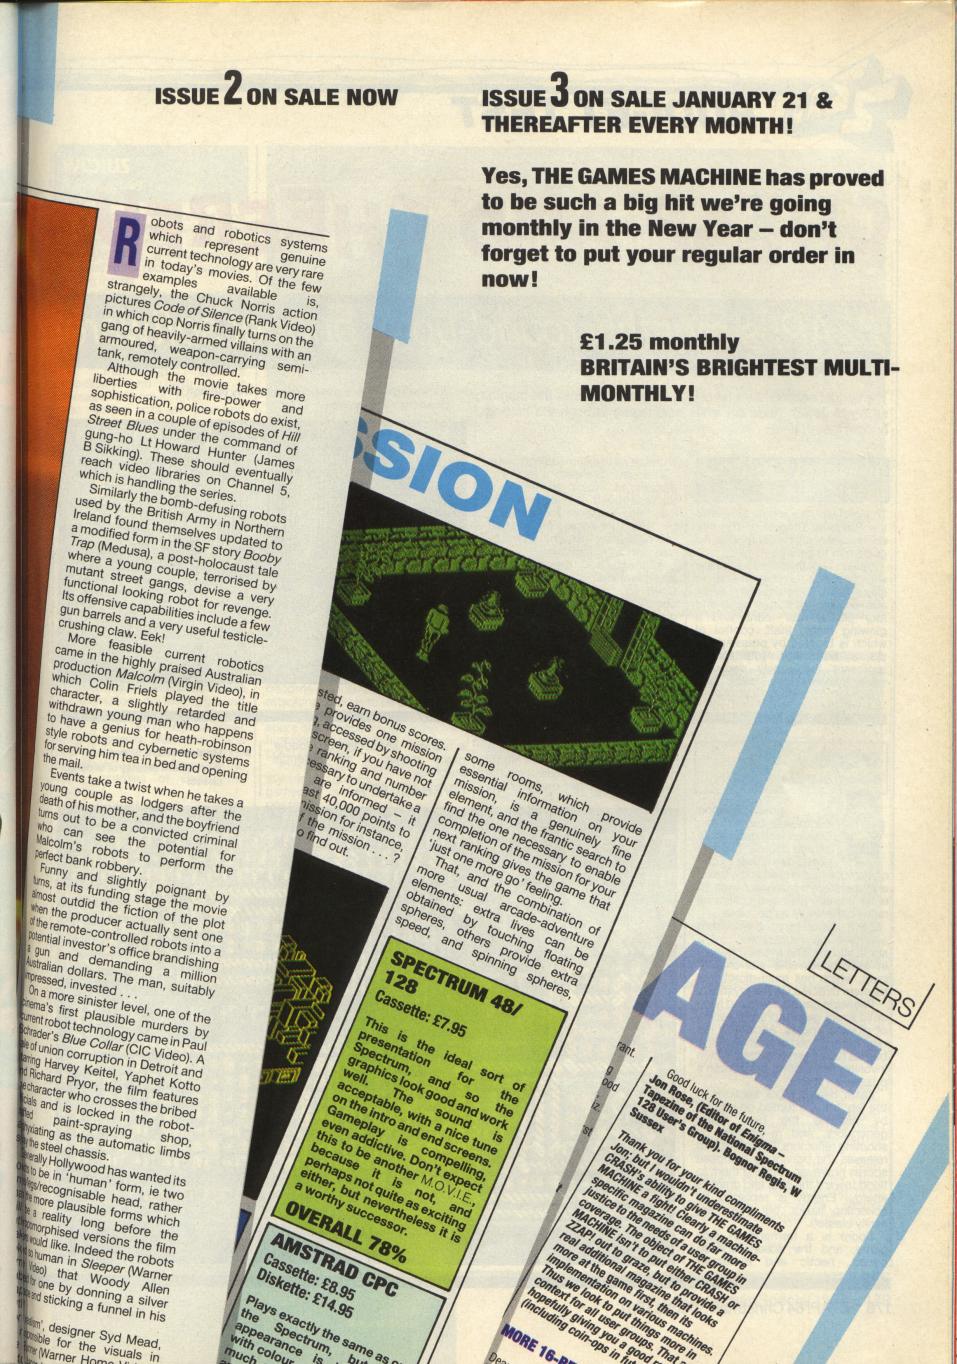 ISSUE 2 ON SALE NOW
ISSUE 3 ON SALE JANUARY 21 &
THEREAFTER EVERY MONTH!
Yes, THE GAMES MACHINE has proved
to be such a big hit we're going
monthly in the New Year – don't
forget to put your regular order in
now!
£1.25 monthly
BRITAIN'S BRIGHTEST MULTI-
MONTHLY!
Robots and robotics systems
which represent genuine
current technology are very rare
in today's movies. Of the few
examples available is,
strangely, the Chuck Norris action
pictures Code of Silence (Rank Video)
in which cop Norris finally turns on the
gang of heavily-armed villains with an
armoured, weapon-carrying semi-
tank, remotely controlled.
Although the movie takes more
liberties with fire-power and
sophistication, police robots do exist,
as seen in a couple of episodes of Hill
Street Blues under the command of
gung-ho Lt Howard Hunter (James
B Sikking). These should eventually
reach video libraries on Channel 5,
which is handling the series.
Similarly the bomb-defusing robots
used by the British Army in Northern
Ireland found themselves updated to
a modified form in the SF story Booby
Trap (Medusa), a post-holocaust tale
where a young couple, terrorised by
mutant street gangs, devise a very
functional looking robot for revenge.
Its offensive capabilities include a few
gun barrels and a very useful testicle-
crushing claw. Eek!
More feasible current robotics
came in the highly praised Australian
production Malcolm (Virgin Video), in
which Colin Friels played the title
character, a slightly retarded and
withdrawn young man who happens
to have a genius for heath-robinson
style robots and cybernetic systems
for serving him tea in bed and opening
the mail.
Events take a twist when he takes a
young couple as lodgers after the
death of his mother, and the boyfriend
turns out to be a convicted criminal
who can see the potential for
Malcolm's robots to perform the
perfect bank robbery.
Funny and slightly poignant by
turns, at its funding stage the movie
almost outdid the fiction of the plot
when the producer actually sent one
of the remote-controlled robots into a
potential investor's office brandishing
a gun and demanding a million
Australian dollars. The man, suitably
impressed, invested . . .
On a more sinister level, one of the
cinema's first plausible murders by
current robot technology came in Paul
Schrader's Blue Collar (CIC Video). A
of union corruption in Detroit and
Harvey Keitel, Yaphet Kotto
Richard Pryor, the film features
character who crosses the bribed
and is locked in the robot-
paint-spraying shop,
as the automatic limbs
the steel chassis.
Hollywood has wanted its
to be in 'human' form, ie two
recognisable head, rather
the more plausible forms which
a reality long before the
versions the film
would like. Indeed the robots
human in Sleeper (Warner
Video) that Woody Allen
for one by donning a silver
and sticking a funnel in his
designer Syd Mead,
for the visuals in
(Warner Home
SSION
sted, earn bonus scores.
provides one mission
accessed by shooting
screen, if you have not
ranking and number
to undertake a
are informed – it
40,000 points to
mission for instance,
the mission . . . ?
o find out.
some rooms, which provide
essential information on your
mission, is a genuinely fine
element, and the frantic search to
find the one necessary to enable
completion of the mission for your
next ranking gives the game that
'just one more go' feeling.
That, and the combination of
more usual arcade-adventure
elements: extra lives can be
obtained by touching floating
spheres, others provide extra
speed, and spinning spheres,
SPECTRUM 48/
128
Cassette: £7.95
This is the ideal sort of
presentation for the
Spectrum, and so the
graphics look good and work
well. The sound is
acceptable, with a nice tune
on the intro and end screens.
Gameplay is compelling,
even addictive. Don't expect
this to be another M.O.V.I.E.,
because it is not, and
perhaps not quite as exciting
either, but nevertheless it is
a worthy successor.
OVERALL 78%
AMSTRAD CPC
Cassette: £8.95
Diskette: £14.95
Plays exactly the same as
the Spectrum, but
appearance is
with colour
much
LETTERS
AGE
Good luck for the future,
Jon Rose, (Editor of Enigma –
Tapezine of the National Spectrum
128 User's Group), Bognor Regis, W
Sussex
Thank you for your kind compliments
Jon; but I wouldn't underestimate
CRASH's ability to give THE GAMES
MACHINE a fight! Clearly a machine-
specific magazine can do far more
justice to the needs of a user group in
coverage. The object of THE GAMES
MACHINE isn't to put either CRASH or
ZZAP! out to graze, but to provide a
real additional magazine that looks
more at the game first, then its
implementation on various machines.
Thus we look to put things more in
context for all user groups. That
hopefully giving you a good
(including coin-ops in
MORE 16-